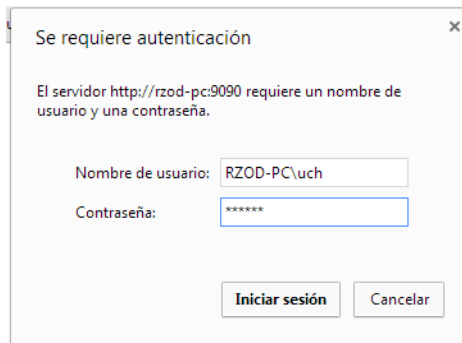 Se requiere autenticación
El servidor http://rzod-pc:9090 requiere un nombre de
usuario y una contraseña.
Nombre de usuario: RZOD-PC\uch
Contraseña: ******
Iniciar sesión Cancelar